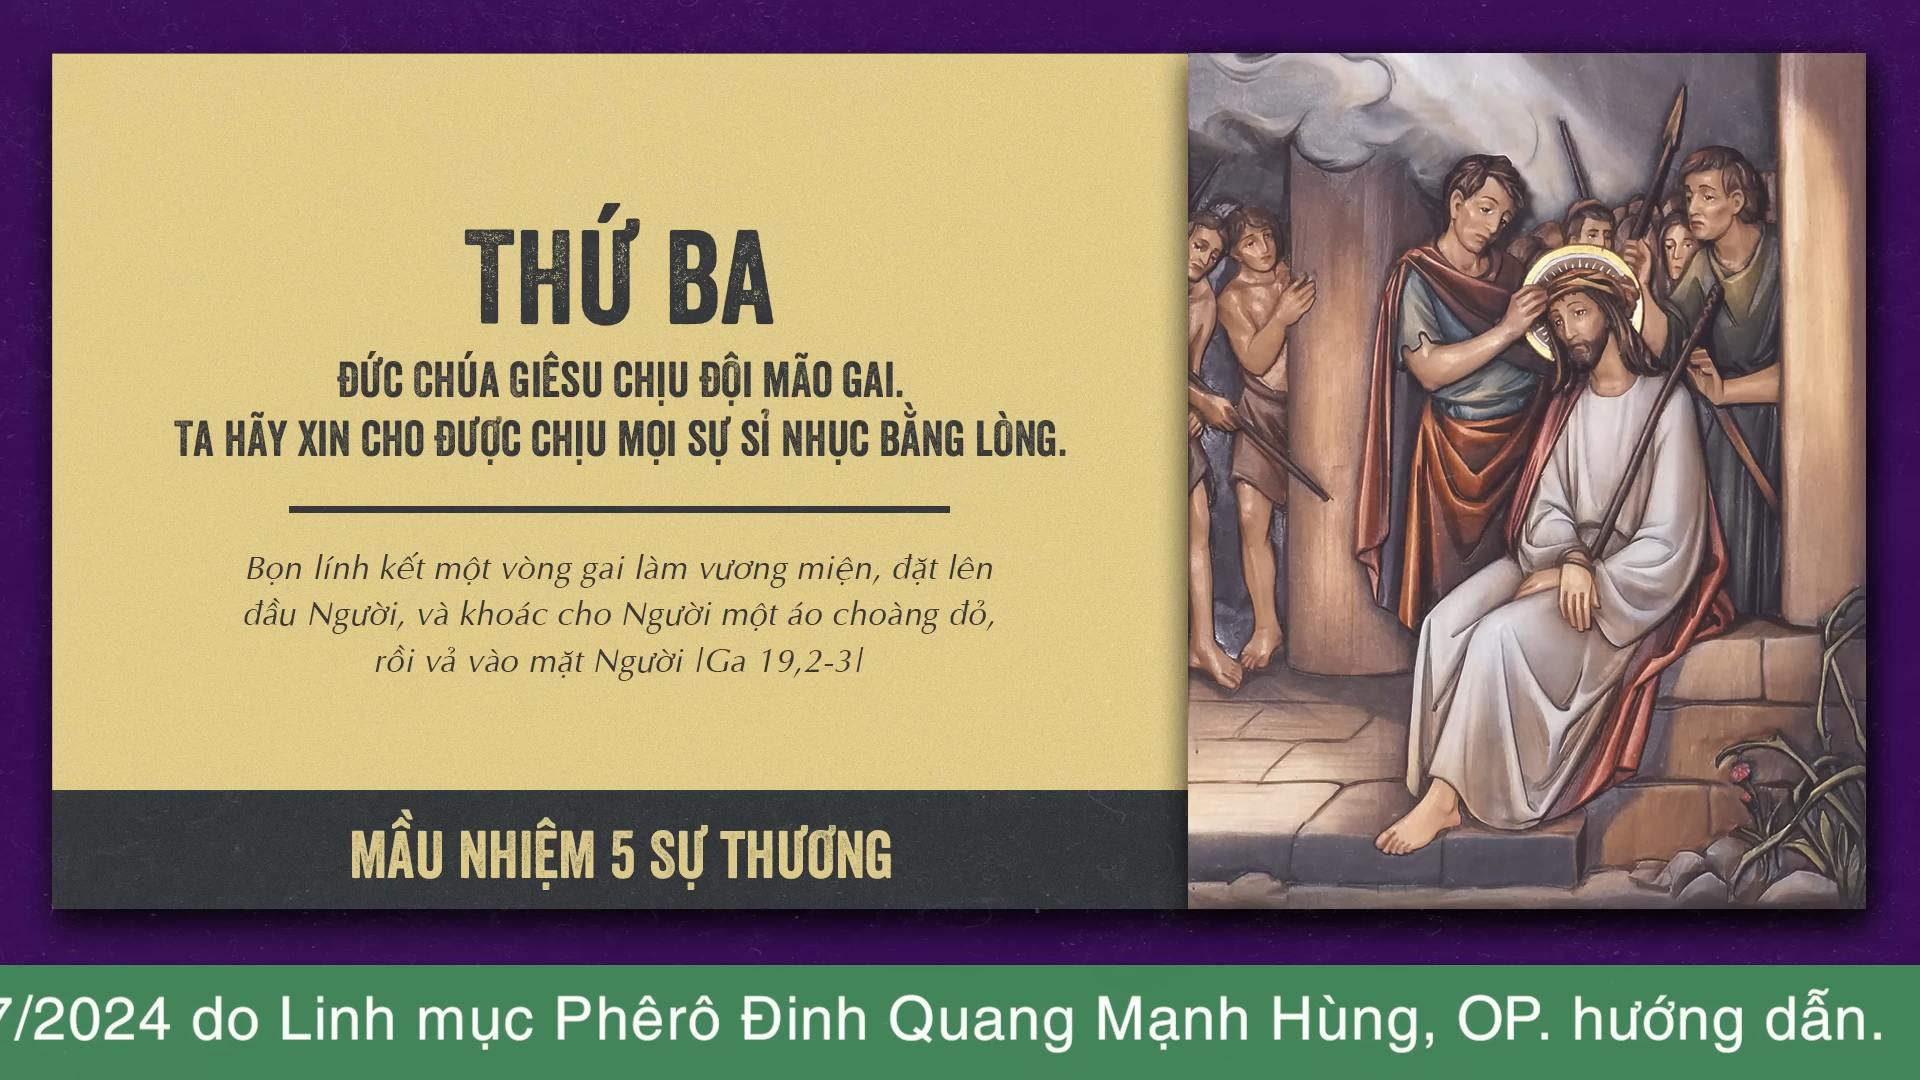 THỨ BA
ĐỨC CHÚA GIÊSU CHỊU ĐỘI MÃO GAI.
TA HÃY XIN CHO ĐƯỢC CHỊU MỌI SỰ SỈ NHỤC BẰNG LÒNG.
Bọn lính kết một vòng gai làm vương miện, đặt lên
đầu Người, và khoác cho Người một áo choàng đỏ,
rồi vả vào mặt Người |Ga 19,2-3|
MẦU NHIỆM 5 SỰ THƯƠNG
7/2024 do Linh mục Phêrô Đinh Quang Mạnh Hùng, OP. hướng dẫn.